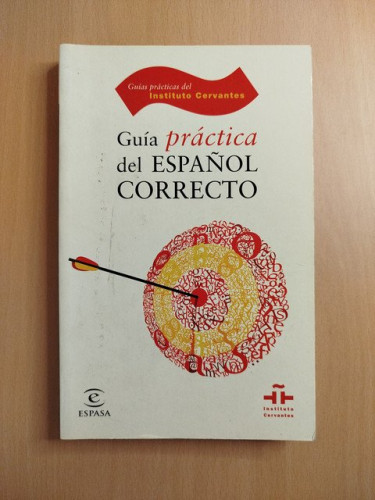 Guías prácticas del
Instituto Cervantes
Guía práctica
del ESPAÑOL
CORRECTO
e
ESPASA
Instituto
Cervantes